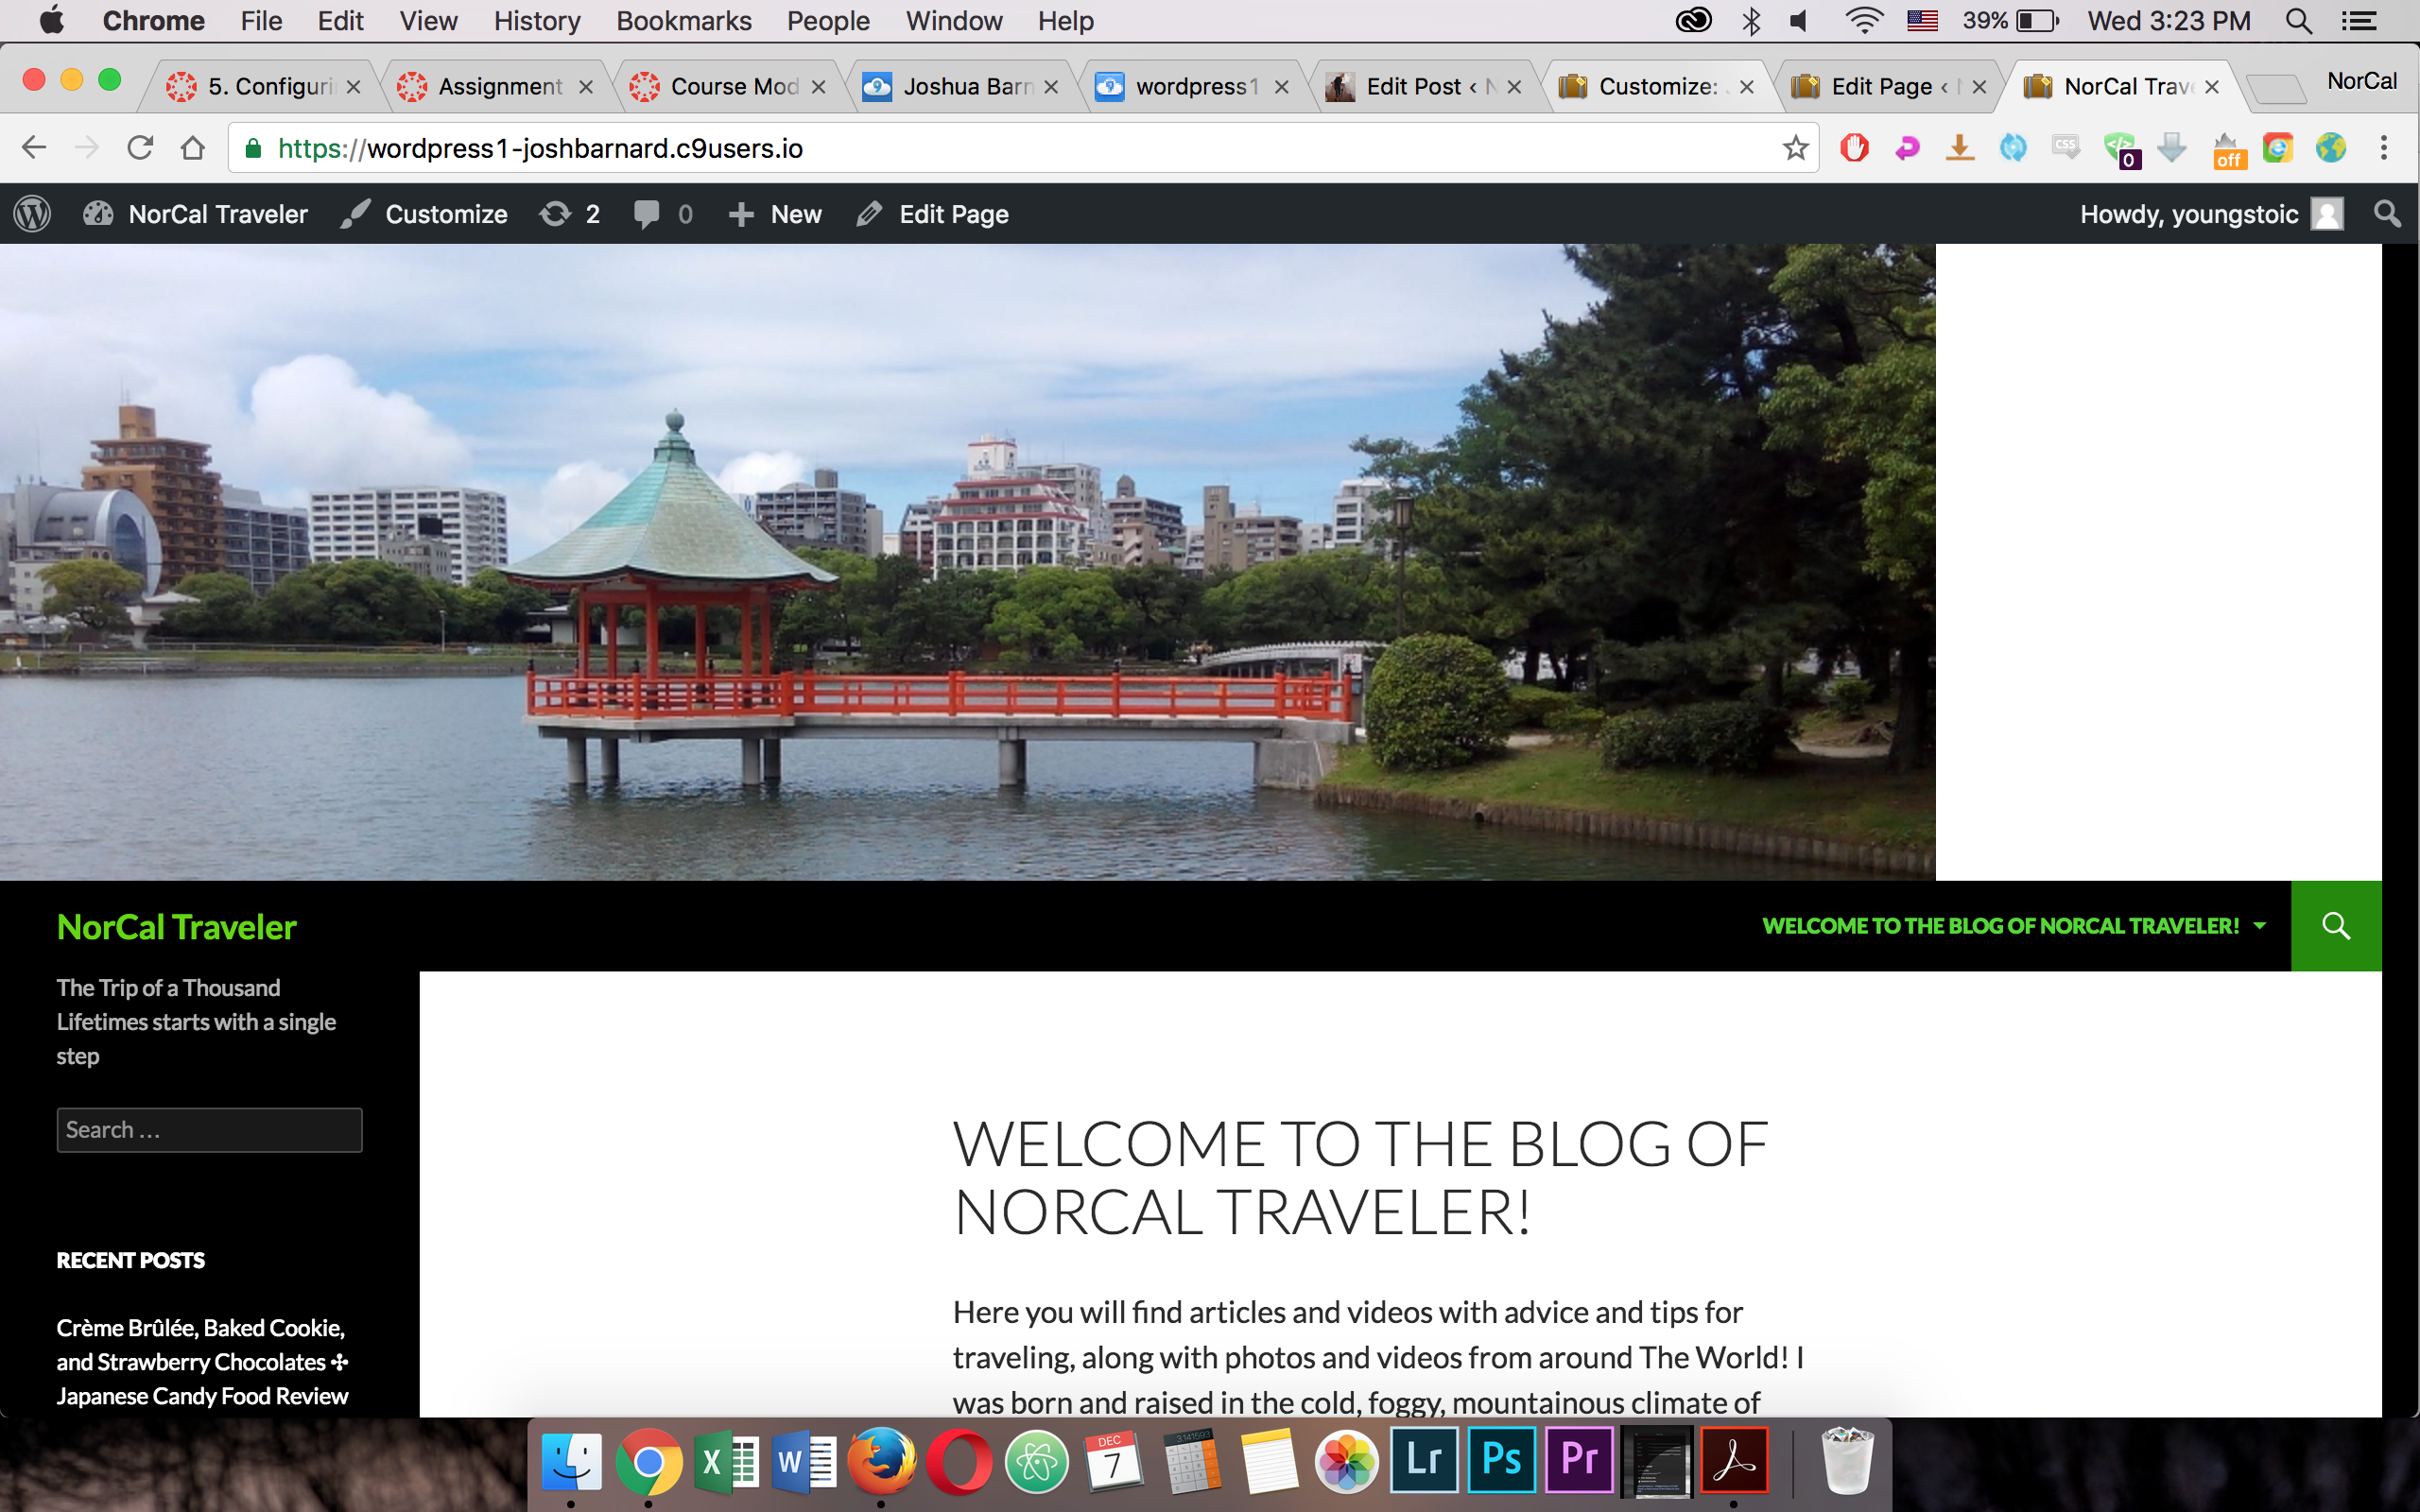 Chrome File Edit View History Bookmarks People Window Help 39% Wed 3:23 PM
5. Configuri Assignment Course Mod Joshua Barn wordpress1 Edit Post ‹ N Customize: Edit Page ‹ NorCal Trave NorCal
https://wordpress1-joshbarnard.c9users.io CSS 0 off
NorCal Traveler Customize 2 0 New Edit Page Howdy, youngstoic
NorCal Traveler WELCOME TO THE BLOG OF NORCAL TRAVELER!
The Trip of a Thousand
Lifetimes starts with a single
step
Search …
RECENT POSTS
Crème Brûlée, Baked Cookie,
and Strawberry Chocolates ✣
Japanese Candy Food Review
WELCOME TO THE BLOG OF
NORCAL TRAVELER!
Here you will find articles and videos with advice and tips for
traveling, along with photos and videos from around The World! I
was born and raised in the cold, foggy, mountainous climate of
DEC
7
3.141593
Lr Ps Pr